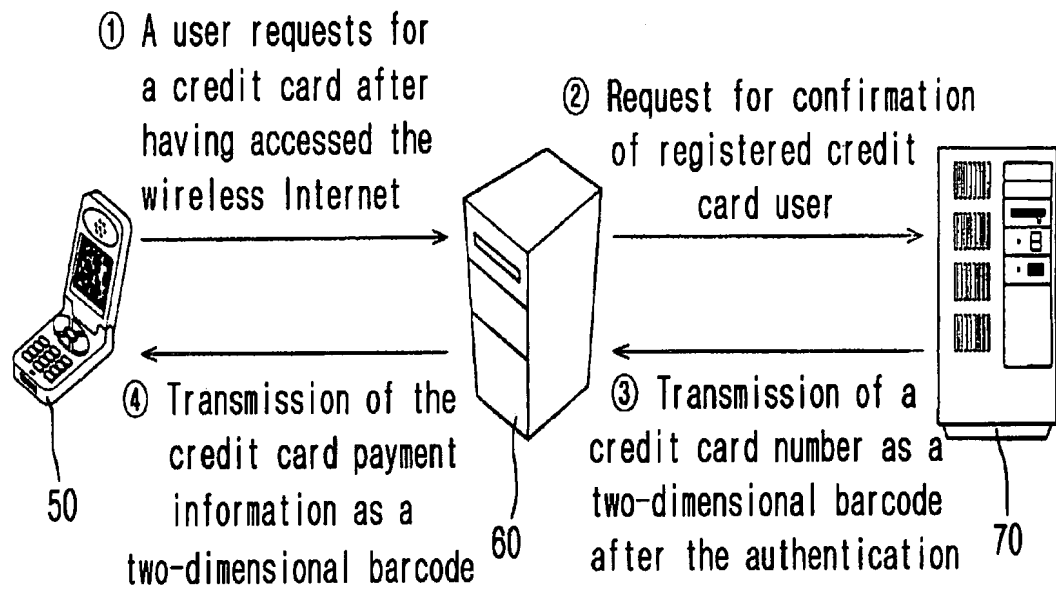 ① A user requests for
a credit card after
having accessed the
wireless Internet
② Request for confirmation
of registered credit
card user
④ Transmission of the
credit card payment
information as a
two-dimensional barcode
③ Transmission of a
credit card number as a
two-dimensional barcode
after the authentication
50
60
70